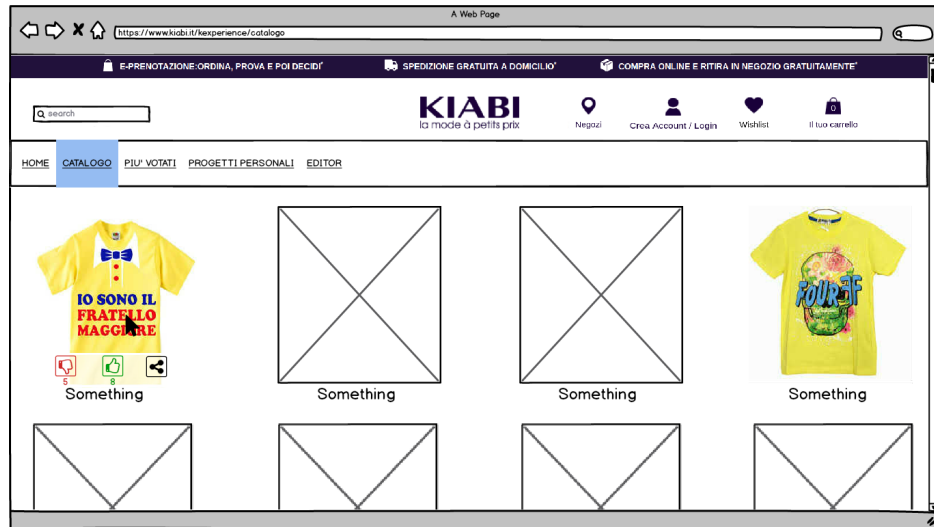 A Web Page
https://www.kiabi.it/kexperience/catalogo
E-PRENOTAZIONE:ORDINA, PROVA E POI DECIDI*
SPEDIZIONE GRATUITA A DOMICILIO*
COMPRA ONLINE E RITIRA IN NEGOZIO GRATUITAMENTE*
search
KIABI
la mode à petits prix
Negozi
Crea Account / Login
Wishlist
0
Il tuo carrello
HOME
CATALOGO
PIU' VOTATI
PROGETTI PERSONALI
EDITOR
IO SONO IL
FRATELLO
MAGGIORE
5
8
FOUR FF
Something
Something
Something
Something